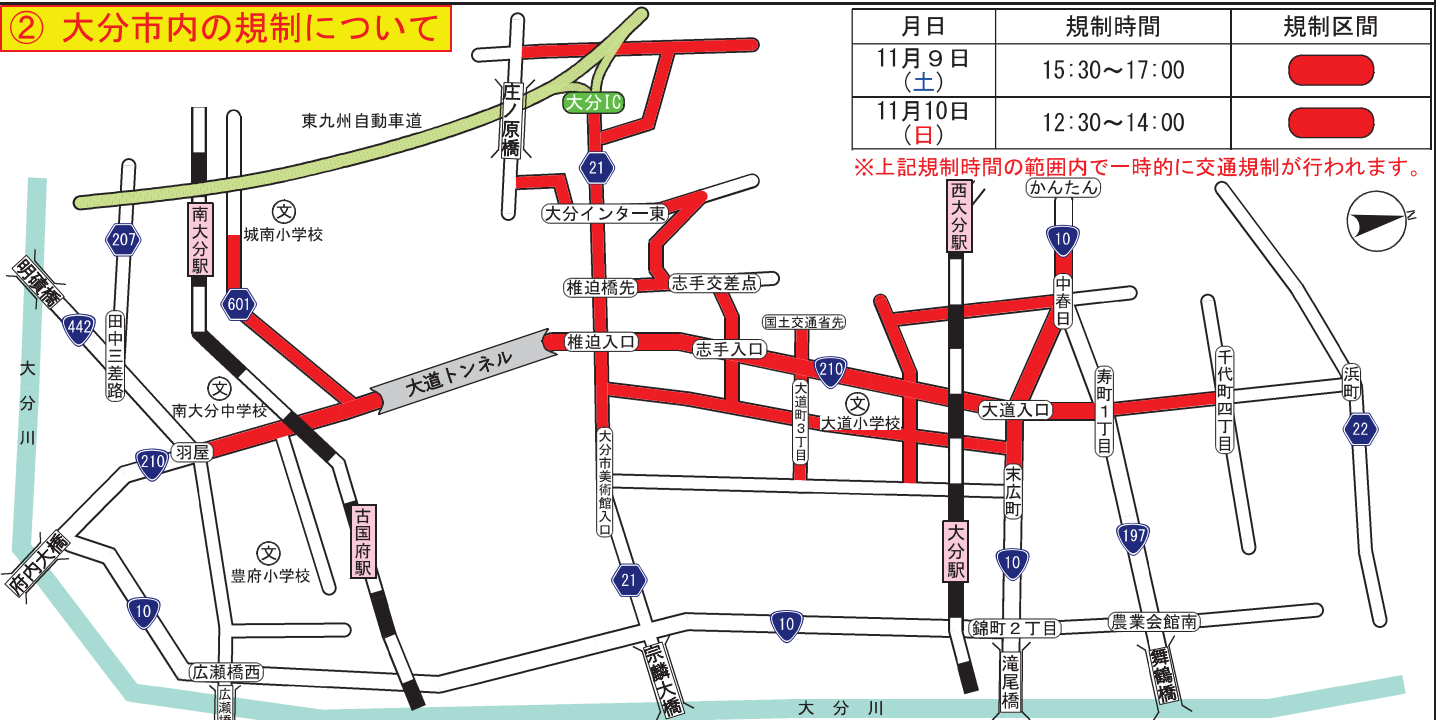 ② 大分市内の規制について
月日 規制時間 規制区間
11月9日
(土)
15:30～17:00
11月10日
(日)
12:30～14:00
※上記規制時間の範囲内で一時的に交通規制が行われます。
東九州自動車道
庄ノ原橋
大分IC
21
大分インター東
西大分駅
かんたん
10
N
南大分駅
文
城南小学校
207
明磧橋
442
田中三差路
601
椎迫橋先
志手交差点
中春日
国土交通省先
椎迫入口
志手入口
210
大道トンネル
大分川
文
南大分中学校
大道町3丁目
文
大道小学校
大道入口
寿町1丁目
千代町四丁目
浜町
22
羽屋
210
大分市美術館入口
末広町
府内大橋
古国府駅
大分駅
197
文
豊府小学校
10
21
10
10
錦町2丁目
農業会館南
広瀬橋西
広瀬橋
宗麟大橋
滝尾橋
舞鶴橋
大分川